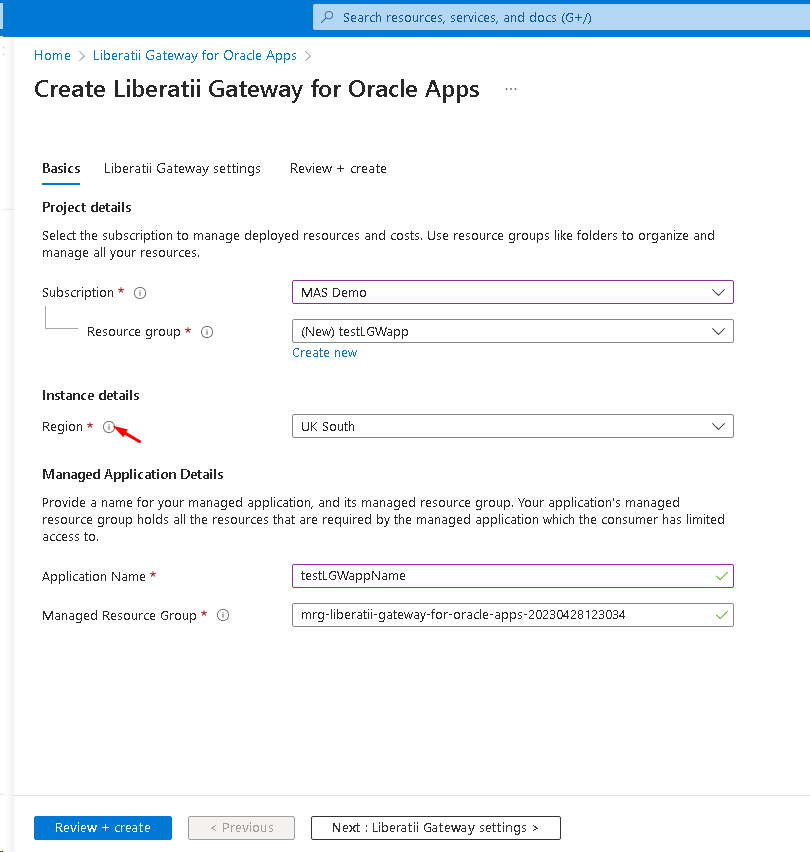 Search resources, services, and docs (G+/)
Home > Liberatii Gateway for Oracle Apps >
Create Liberatii Gateway for Oracle Apps ...
Basics Liberatii Gateway settings Review + create
Project details
Select the subscription to manage deployed resources and costs. Use resource groups like folders to organize and
manage all your resources.
Subscription * MAS Demo
Resource group * (New) testLGWapp
Create new
Instance details
Region * UK South
Managed Application Details
Provide a name for your managed application, and its managed resource group. Your application's managed
resource group holds all the resources that are required by the managed application which the consumer has limited
access to.
Application Name * testLGWappName
Managed Resource Group * mrg-liberatii-gateway-for-oracle-apps-20230428123034
Review + create < Previous Next : Liberatii Gateway settings >